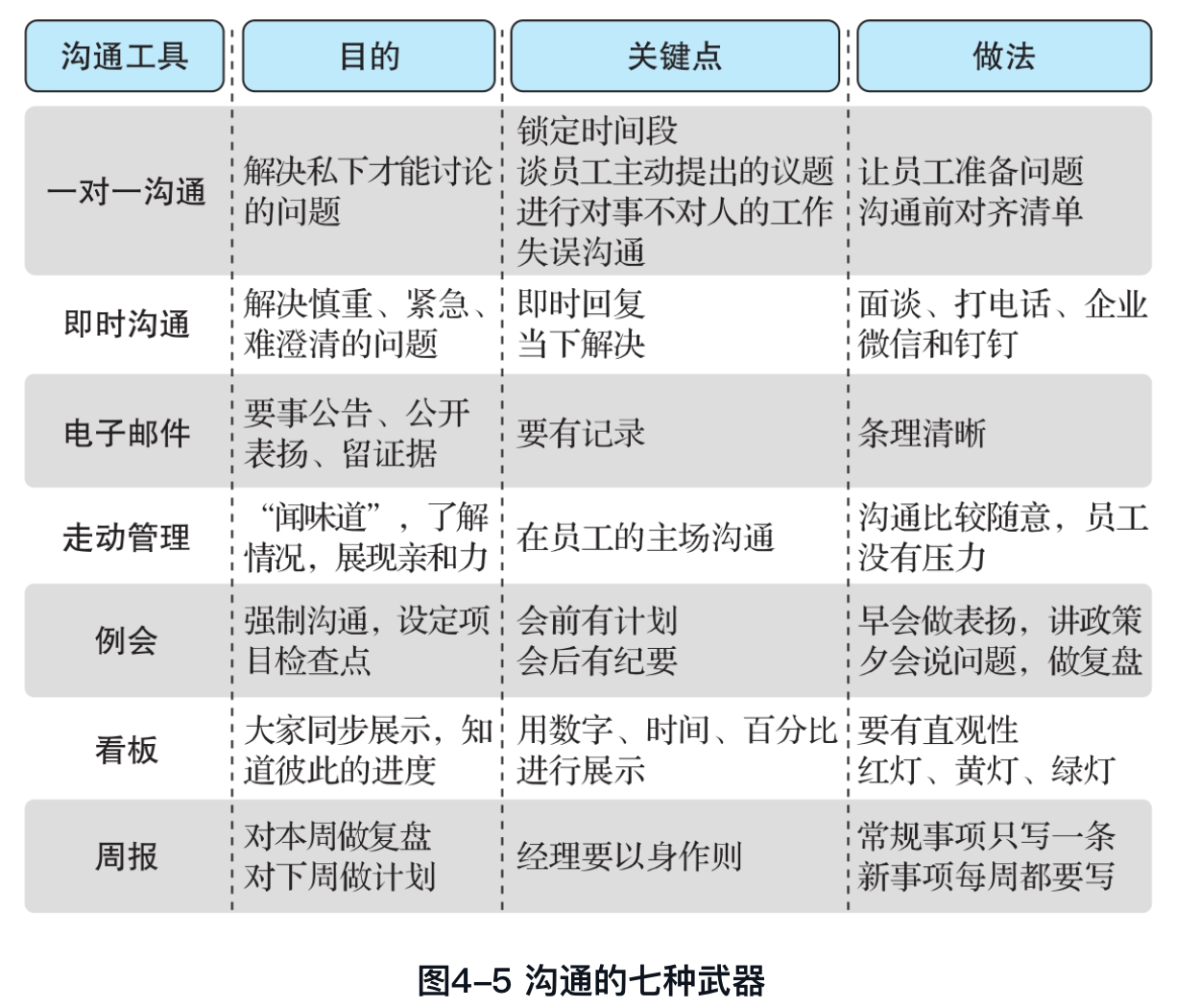 沟通工具 目的 关键点 做法
一对一沟通
解决私下才能讨论
的问题
锁定时间段
谈员工主动提出的议题
进行对事不对人的工作
失误沟通
让员工准备问题
沟通前对齐清单
即时沟通
解决慎重、紧急、
难澄清的问题
即时回复
当下解决
面谈、打电话、企业
微信和钉钉
电子邮件
要事公告、公开
表扬、留证据
要有记录
条理清晰
走动管理
“闻味道”，了解
情况，展现亲和力
在员工的主场沟通
沟通比较随意，员工
没有压力
例会
强制沟通，设定项
目检查点
会前有计划
会后有纪要
早会做表扬，讲政策
夕会说问题，做复盘
看板
大家同步展示，知
道彼此的进度
用数字、时间、百分比
进行展示
要有直观性
红灯、黄灯、绿灯
周报
对本周做复盘
对下周做计划
经理要以身作则
常规事项只写一条
新事项每周都要写
图4-5 沟通的七种武器